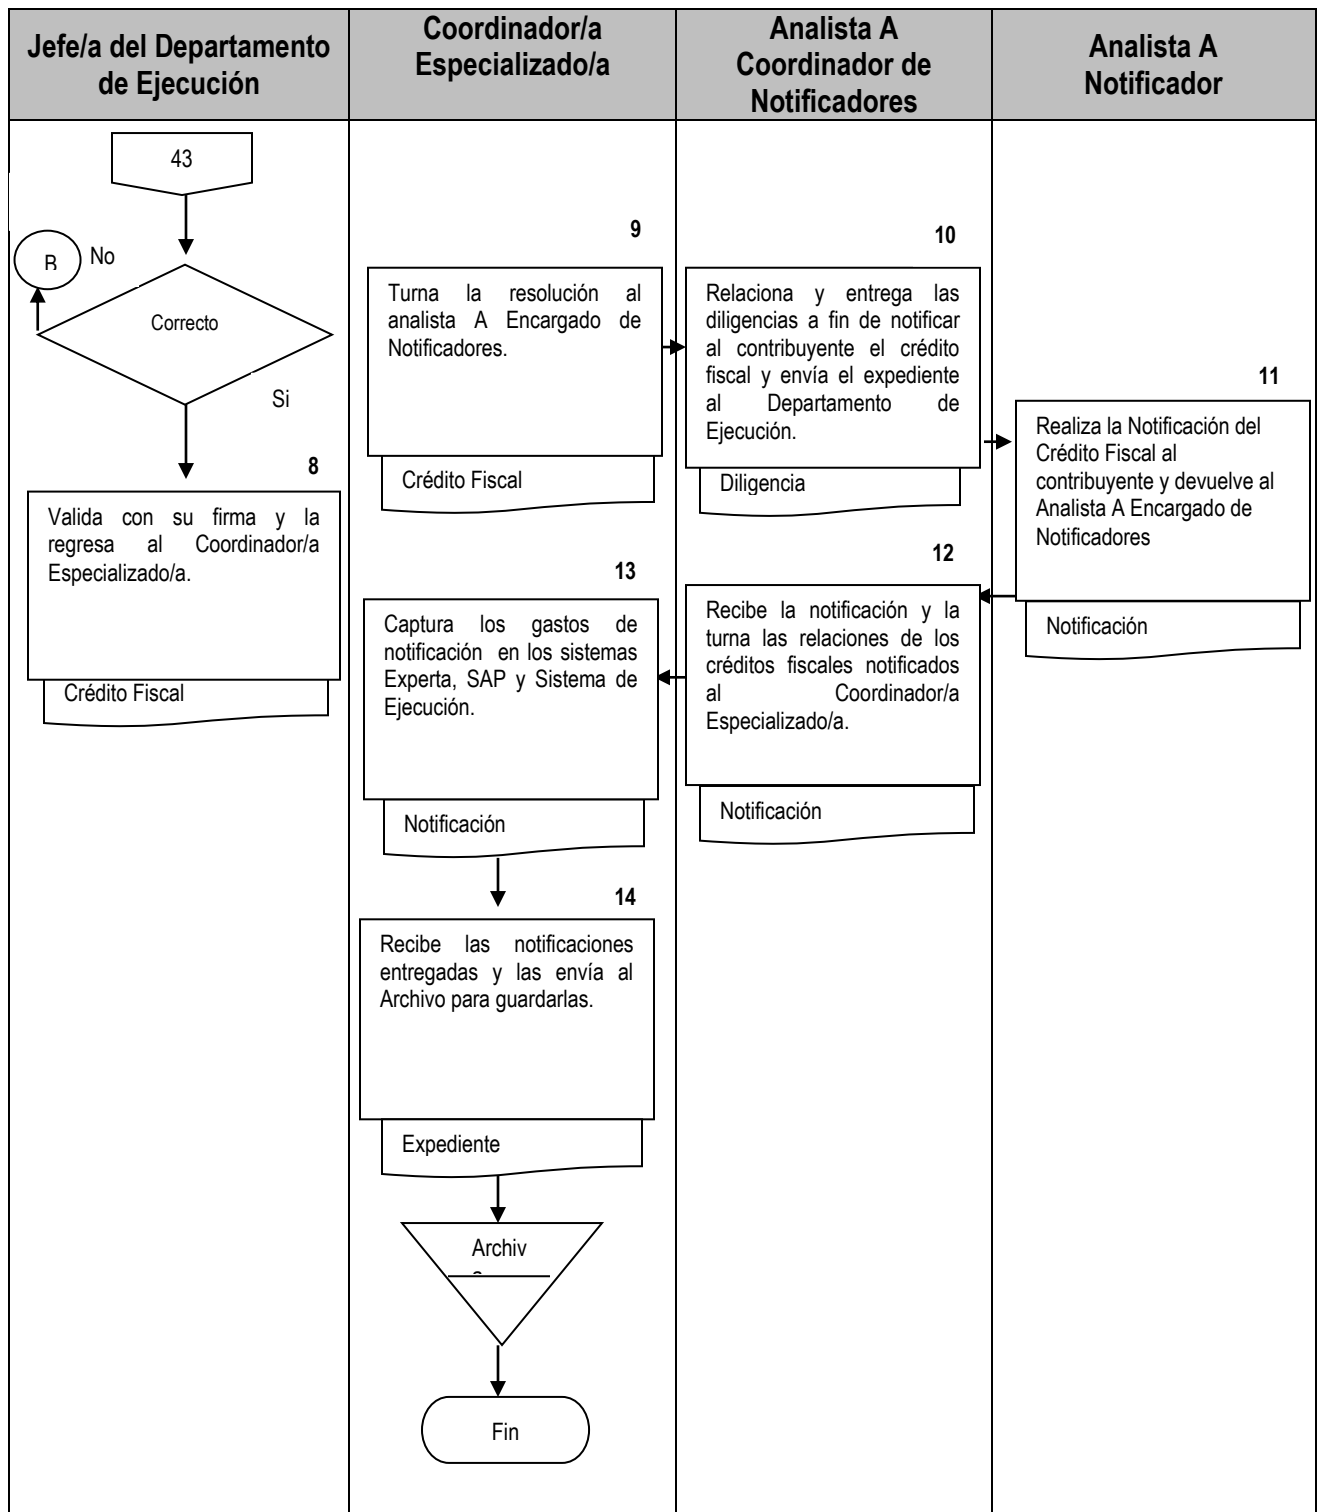 Jefe/a del Departamento
de Ejecución
Coordinador/a
Especializado/a
Analista A
Coordinador de
Notificadores
Analista A
Notificador
43
No
Correcto
Si
8
Valida con su firma y la
regresa al Coordinador/a
Especializado/a.
Crédito Fiscal
9
Turna la resolución al
analista A Encargado de
Notificadores.
Crédito Fiscal
10
Relaciona y entrega las
diligencias a fin de notificar
al contribuyente el crédito
fiscal y envía el expediente
al Departamento de
Ejecución.
Diligencia
11
Realiza la Notificación del
Crédito Fiscal al
contribuyente y devuelve al
Analista A Encargado de
Notificadores
Notificación
12
Recibe la notificación y la
turna las relaciones de los
créditos fiscales notificados
al Coordinador/a
Especializado/a.
Notificación
13
Captura los gastos de
notificación en los sistemas
Experta, SAP y Sistema de
Ejecución.
Notificación
14
Recibe las notificaciones
entregadas y las envía al
Archivo para guardarlas.
Expediente
Archiv
Fin